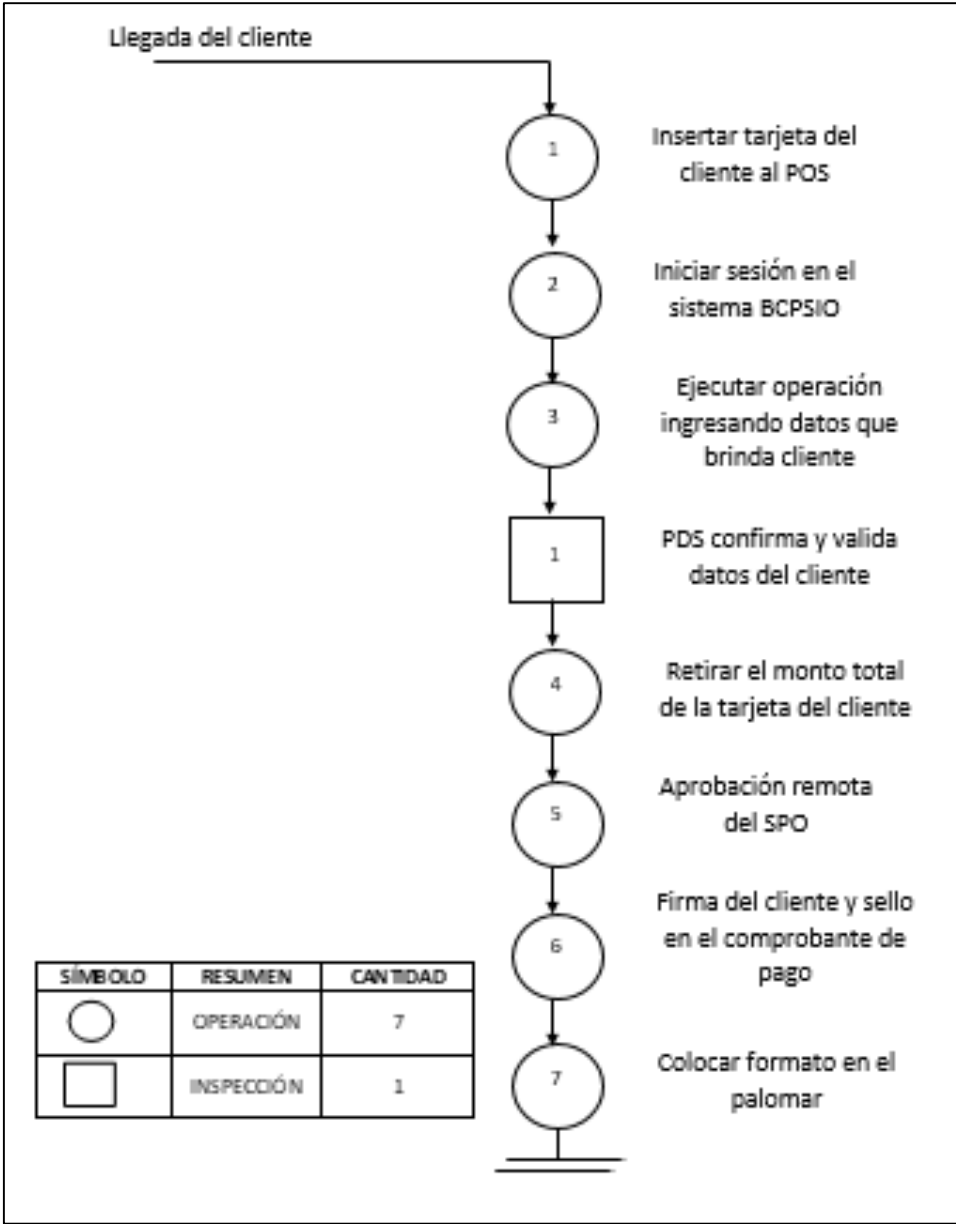 Llegada del cliente
1
Insertar tarjeta del
cliente al POS
2
Iniciar sesión en el
sistema BCPSIO
3
Ejecutar operación
ingresando datos que
brinda cliente
1
PDS confirma y valida
datos del cliente
4
Retirar el monto total
de la tarjeta del cliente
5
Aprobación remota
del SPO
6
Firma del cliente y sello
en el comprobante de
pago
7
Colocar formato en el
palomar
SÍMBOLO RESUMEN CANTIDAD
OPERACIÓN 7
INSPECCIÓN 1